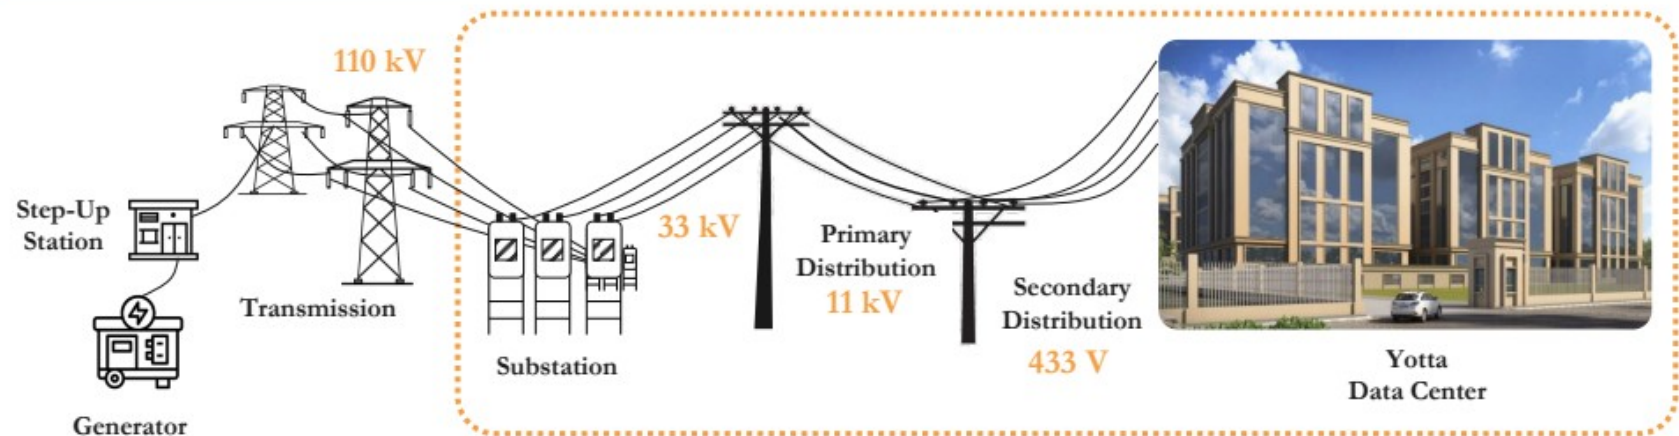 110 kV
Step-Up
Station
Generator
Transmission
Substation
33 kV
Primary
Distribution
11 kV
Secondary
Distribution
433 V
Yotta
Data Center